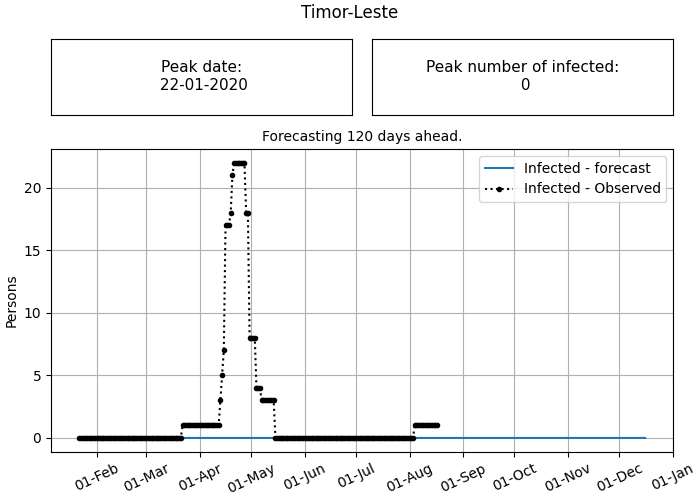 Timor-Leste
Peak date:
22-01-2020
Peak number of infected:
0
Forecasting 120 days ahead.
Infected - forecast
Infected - Observed
Persons
20
15
10
5
0
01-Feb
01-Mar
01-Apr
01-May
01-Jun
01-Jul
01-Aug
01-Sep
01-Oct
01-Nov
01-Dec
01-Jan